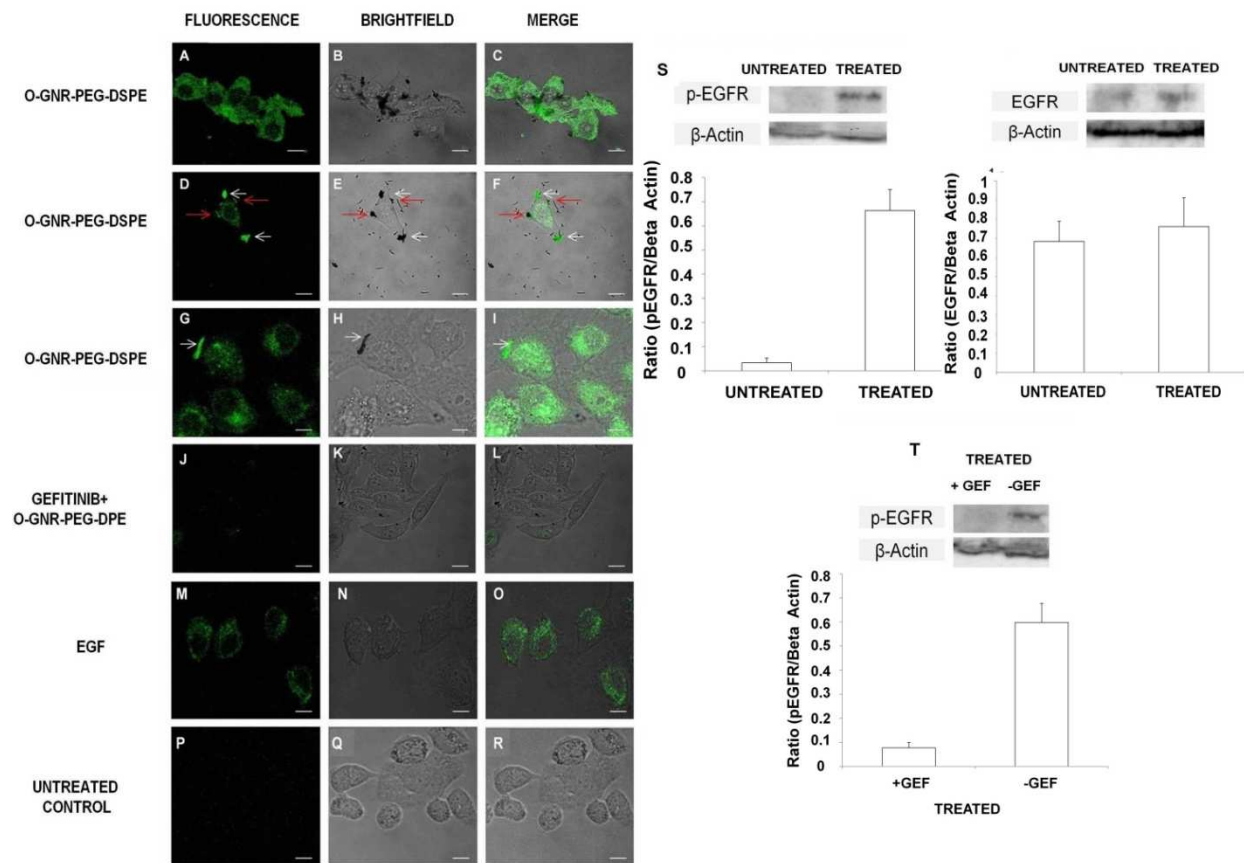 FLUORESCENCE BRIGHTFIELD MERGE
O-GNR-PEG-DSPE
A B C
O-GNR-PEG-DSPE
D E F
O-GNR-PEG-DSPE
G H I
GEFITINIB+
O-GNR-PEG-DPE
J K L
EGF
M N O
UNTREATED
CONTROL
P Q R
S
UNTREATED TREATED
p-EGFR
β-Actin
Ratio (pEGFR/Beta Actin)
0.8
0.7
0.6
0.5
0.4
0.3
0.2
0.1
0
UNTREATED TREATED
UNTREATED TREATED
EGFR
β-Actin
Ratio (EGFR/Beta Actin)
1
0.9
0.8
0.7
0.6
0.5
0.4
0.3
0.2
0.1
0
UNTREATED TREATED
T
TREATED
+ GEF -GEF
p-EGFR
β-Actin
Ratio (pEGFR/Beta Actin)
0.8
0.7
0.6
0.5
0.4
0.3
0.2
0.1
0
+GEF -GEF
TREATED